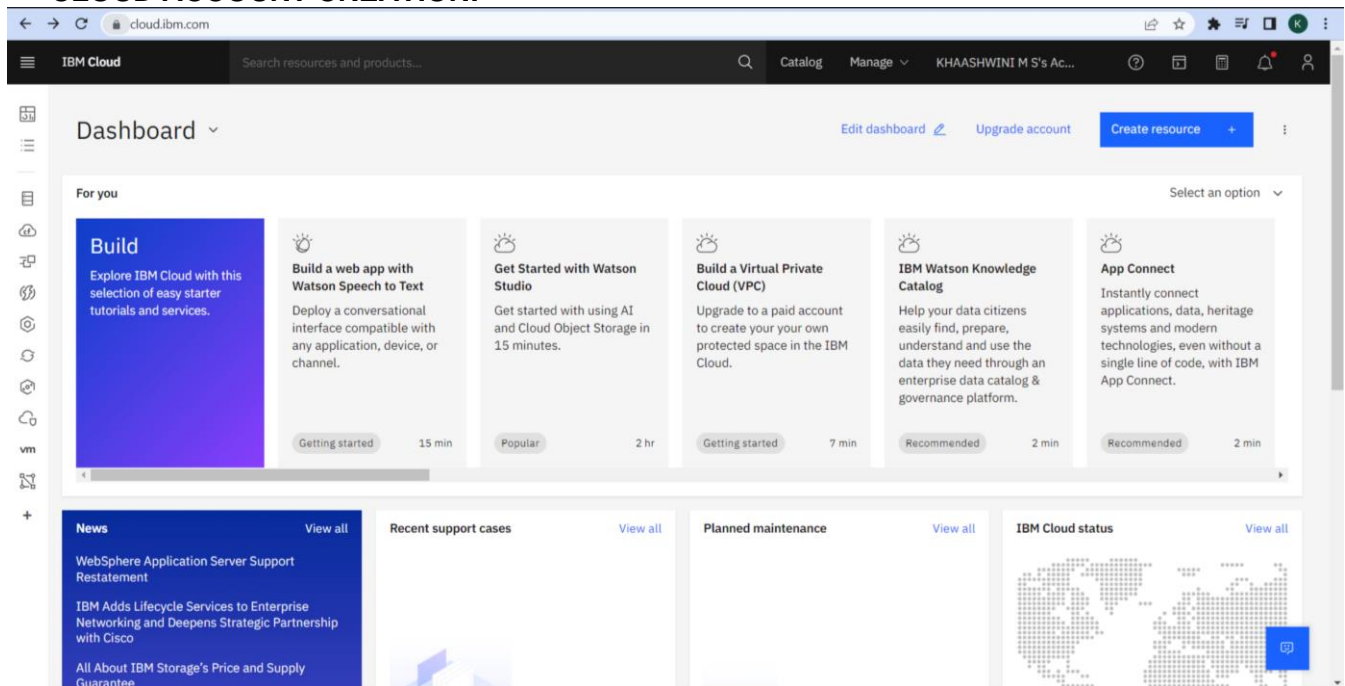 CLOUD ACCOUNT CREATION:
cloud.ibm.com
K
IBM Cloud
Search resources and products...
Catalog
Manage
KHAASHWINI M S's Ac...
Dashboard
Edit dashboard
Upgrade account
Create resource +
For you
Select an option
Build
Explore IBM Cloud with this
selection of easy starter
tutorials and services.
Build a web app with
Watson Speech to Text
Deploy a conversational
interface compatible with
any application, device, or
channel.
Getting started
15 min
Get Started with Watson
Studio
Get started with using AI
and Cloud Object Storage in
15 minutes.
Popular
2 hr
Build a Virtual Private
Cloud (VPC)
Upgrade to a paid account
to create your your own
protected space in the IBM
Cloud.
Getting started
7 min
IBM Watson Knowledge
Catalog
Help your data citizens
easily find, prepare,
understand and use the
data they need through an
enterprise data catalog &
governance platform.
Recommended
2 min
App Connect
Instantly connect
applications, data, heritage
systems and modern
technologies, even without a
single line of code, with IBM
App Connect.
Recommended
2 min
vm
News
View all
WebSphere Application Server Support
Restatement
IBM Adds Lifecycle Services to Enterprise
Networking and Deepens Strategic Partnership
with Cisco
All About IBM Storage's Price and Supply
Guarantee
Recent support cases
View all
Planned maintenance
View all
IBM Cloud status
View all